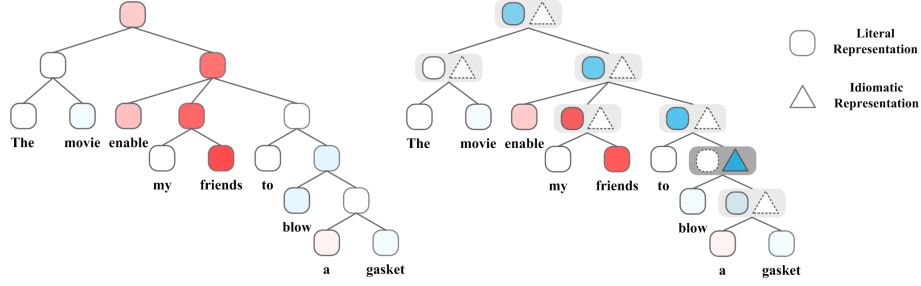 The movie enable
my friends to
blow
a gasket
The movie enable
my friends to
blow
a gasket
Literal
Representation
Idiomatic
Representation